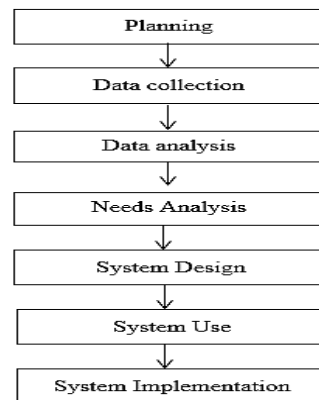 Planning
Data collection
Data analysis
Needs Analysis
System Design
System Use
System Implementation